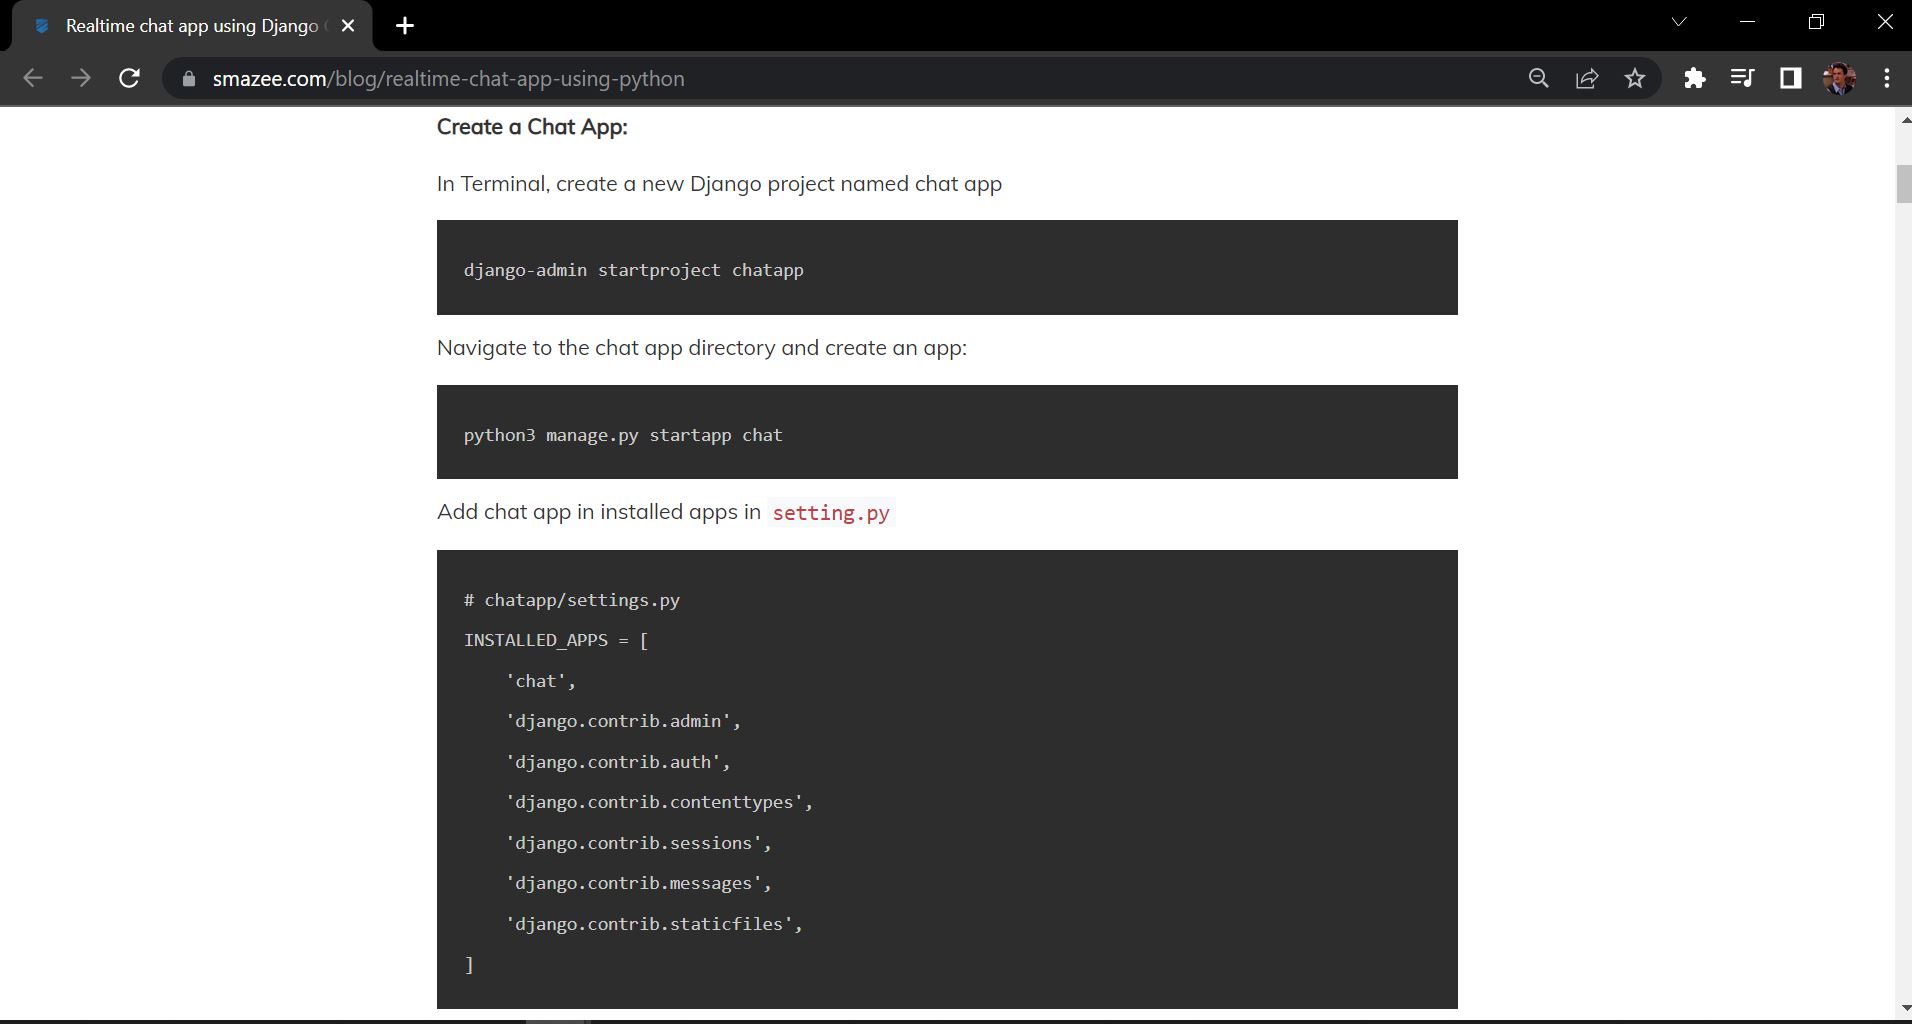 Realtime chat app using Django
smazee.com/blog/realtime-chat-app-using-python
Create a Chat App:
In Terminal, create a new Django project named chat app
django-admin startproject chatapp
Navigate to the chat app directory and create an app:
python3 manage.py startapp chat
Add chat app in installed apps in setting.py
# chatapp/settings.py
INSTALLED_APPS = [
'chat',
'django.contrib.admin',
'django.contrib.auth',
'django.contrib.contenttypes',
'django.contrib.sessions',
'django.contrib.messages',
'django.contrib.staticfiles',
]